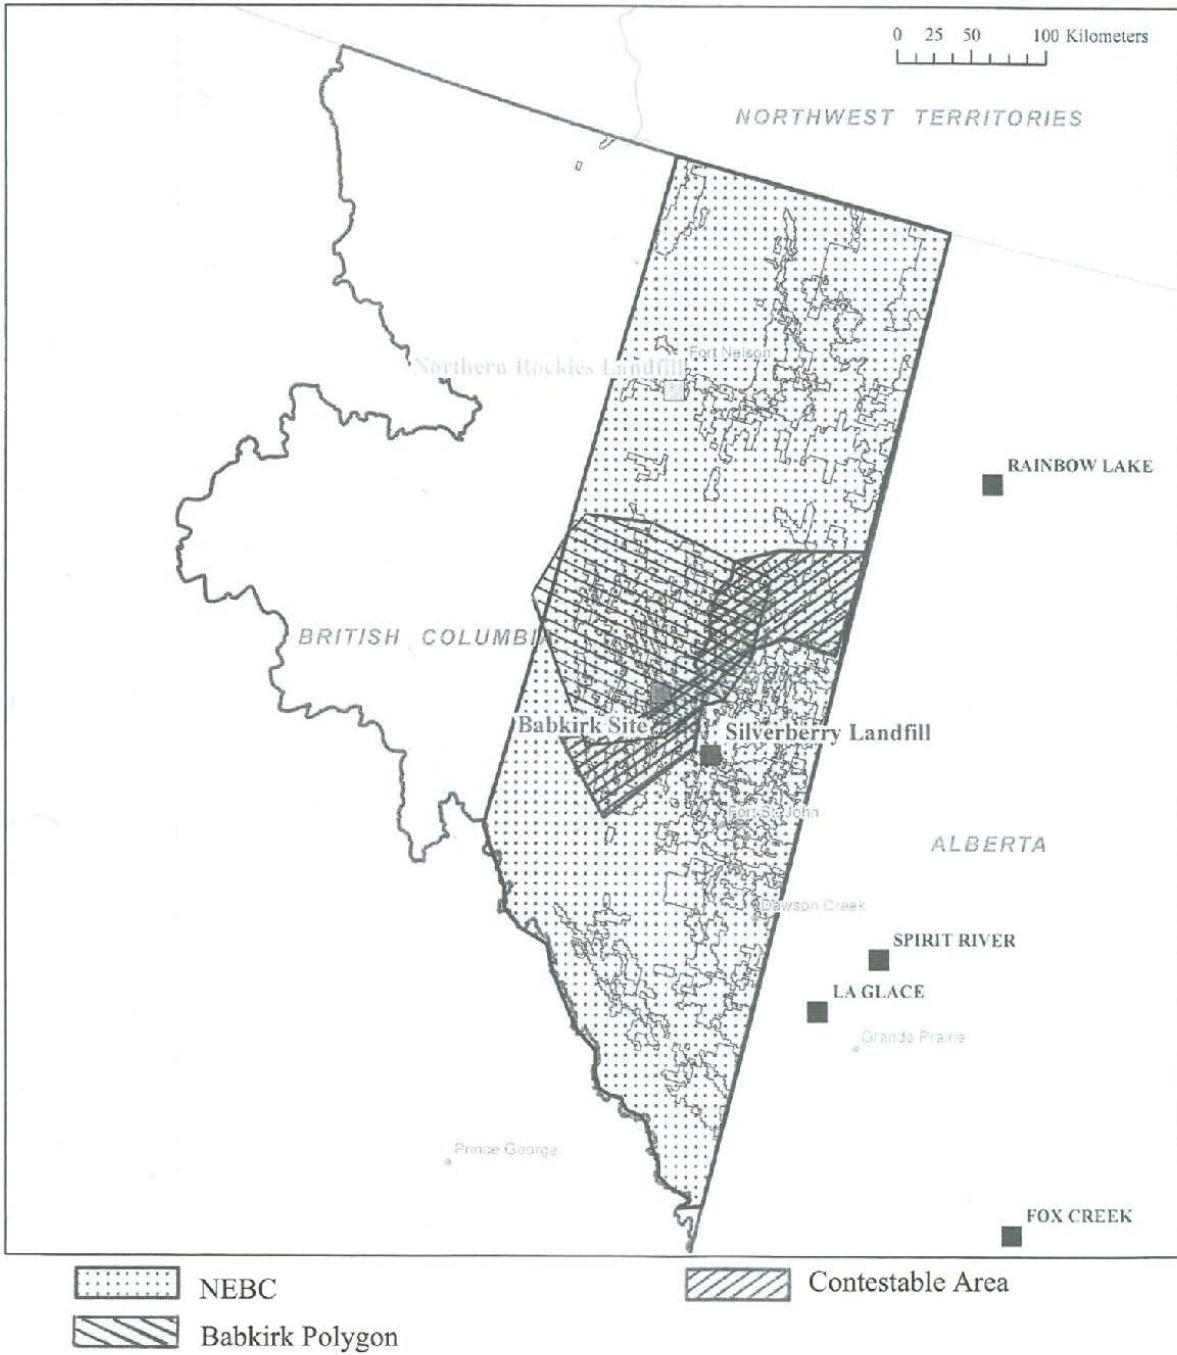 0 25 50 100 Kilometers
NORTHWEST TERRITORIES
Fort Nelson
Northern Rockies Landfill
RAINBOW LAKE
BRITISH COLUMBIA
Babkirk Site
Silverberry Landfill
Fort St. John
ALBERTA
Dawson Creek
SPIRIT RIVER
LA GLACE
Grande Prairie
Prince George
FOX CREEK
NEBC
Contestable Area
Babkirk Polygon